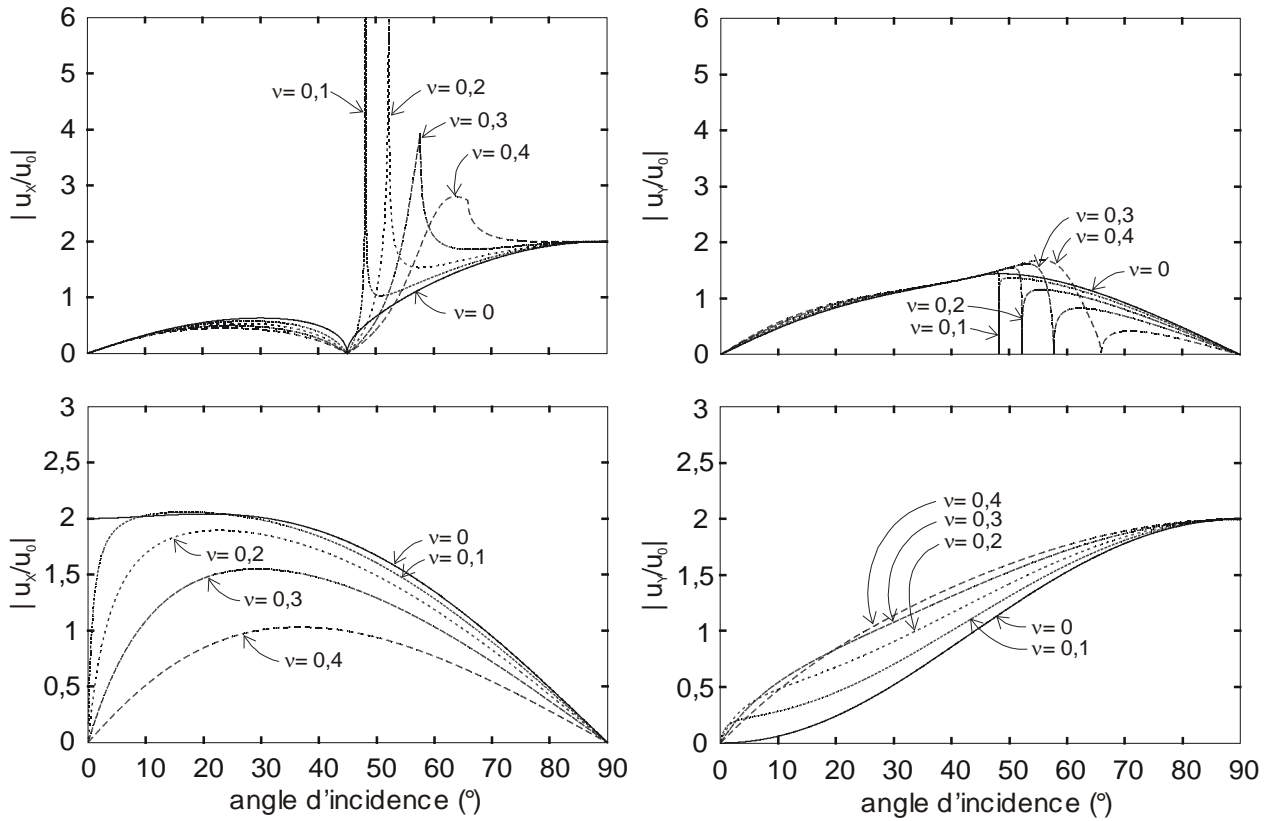 6
5
4
3
2
1
0
| uX/u0|
ν= 0,1
ν= 0,2
ν= 0,3
ν= 0,4
ν= 0
6
5
4
3
2
1
0
| uY/u0|
ν= 0,3
ν= 0,4
ν= 0
ν= 0,2
ν= 0,1
3
2,5
2
1,5
1
0,5
0
| uX/u0|
ν= 0
ν= 0,1
ν= 0,2
ν= 0,3
ν= 0,4
0 10 20 30 40 50 60 70 80 90
angle d'incidence (°)
3
2,5
2
1,5
1
0,5
0
| uY/u0|
ν= 0,4
ν= 0,3
ν= 0,2
ν= 0
ν= 0,1
0 10 20 30 40 50 60 70 80 90
angle d'incidence (°)